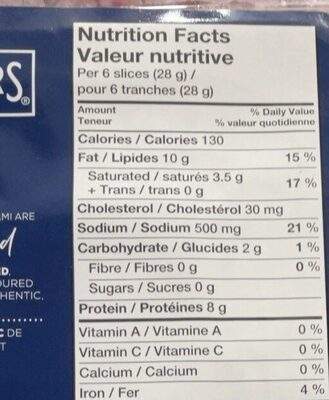 RS®
Nutrition Facts
Valeur nutritive
Per 6 slices (28 g) /
pour 6 tranches (28 g)
Amount % Daily Value
Teneur % valeur quotidienne
Calories / Calories 130
Fat / Lipides 10 g 15 %
Saturated / saturés 3.5 g
+ Trans / trans 0 g 17 %
Cholesterol / Cholestérol 30 mg
Sodium / Sodium 500 mg 21 %
Carbohydrate / Glucides 2 g 1 %
Fibre / Fibres 0 g 0 %
Sugars / Sucres 0 g
Protein / Protéines 8 g
Vitamin A / Vitamine A 0 %
Vitamin C / Vitamine C 0 %
Calcium / Calcium 0 %
Iron / Fer 4 %
AMI ARE
d
ED.
OURED
THENTIC.
C DE
T